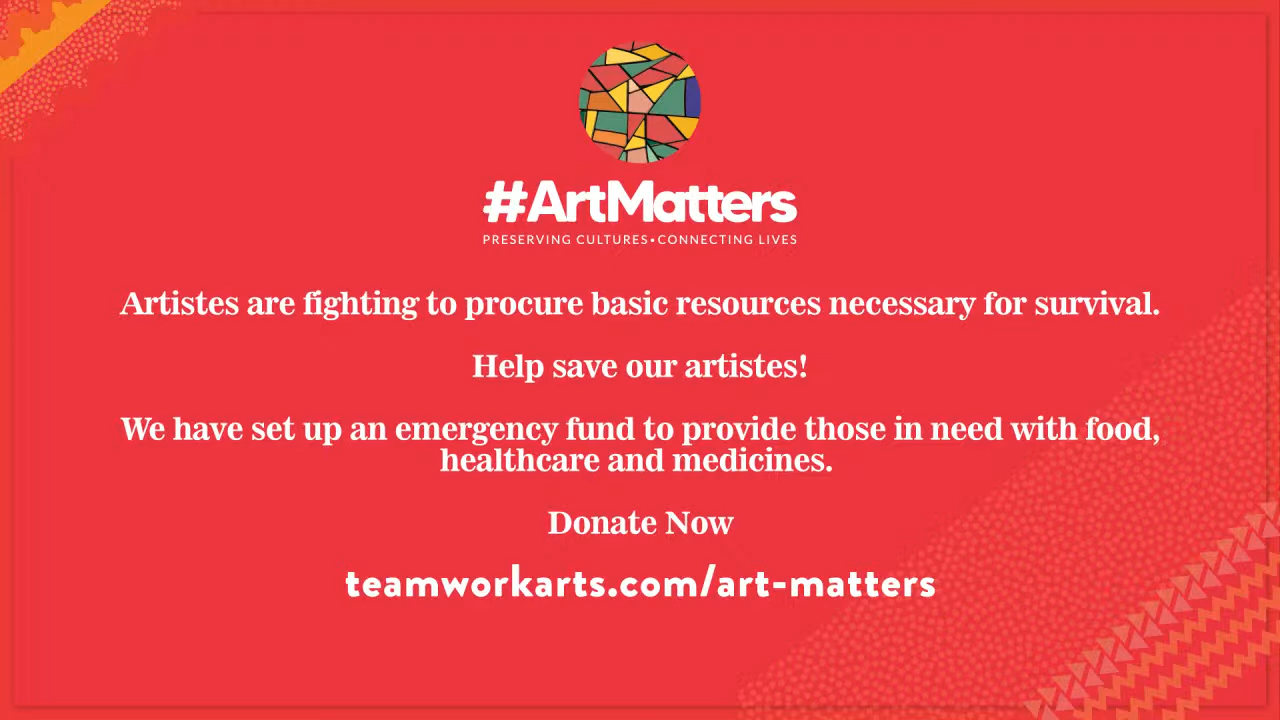 #ArtMatters
PRESERVING CULTURES•CONNECTING LIVES
Artistes are fighting to procure basic resources necessary for survival.
Help save our artistes!
We have set up an emergency fund to provide those in need with food,
healthcare and medicines.
Donate Now
teamworkarts.com/art-matters